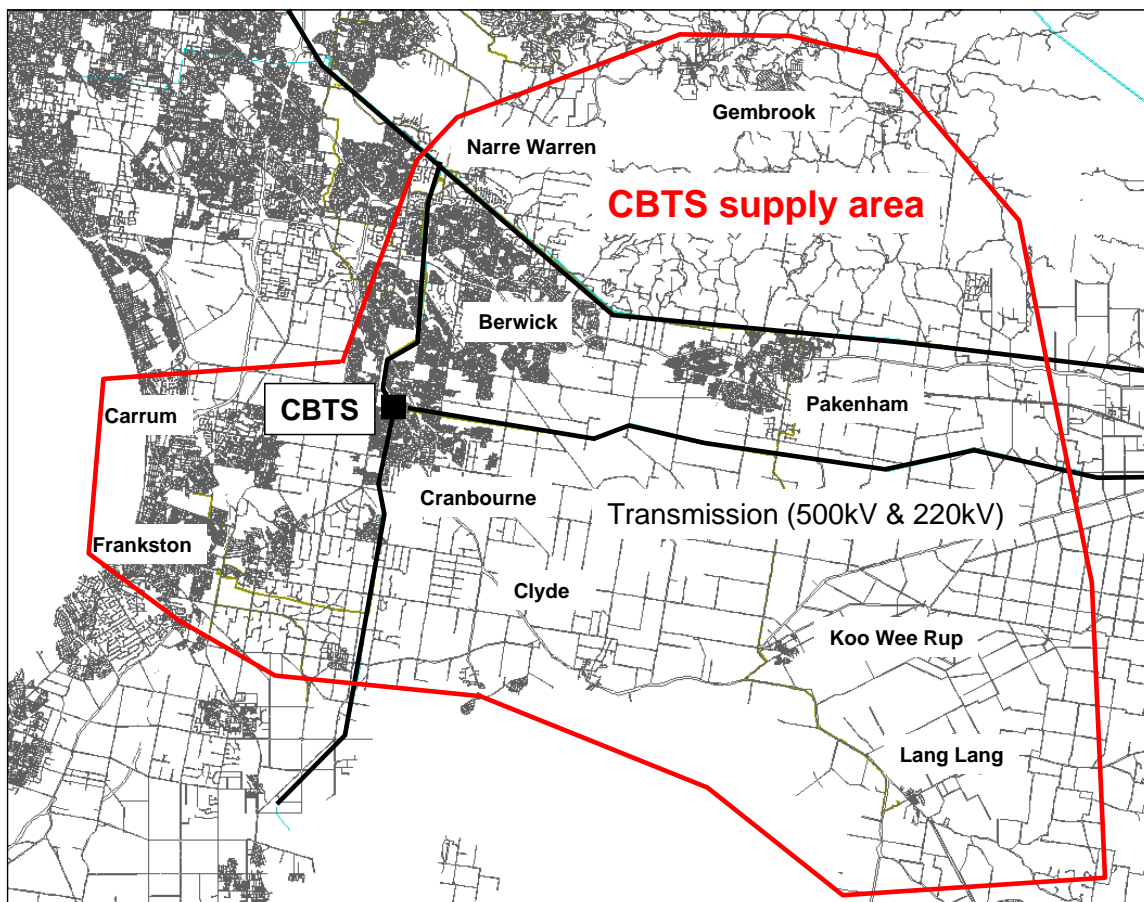 Gembrook
Narre Warren
CBTS supply area
Berwick
Carrum
CBTS
Pakenham
Cranbourne
Transmission (500kV & 220kV)
Frankston
Clyde
Koo Wee Rup
Lang Lang